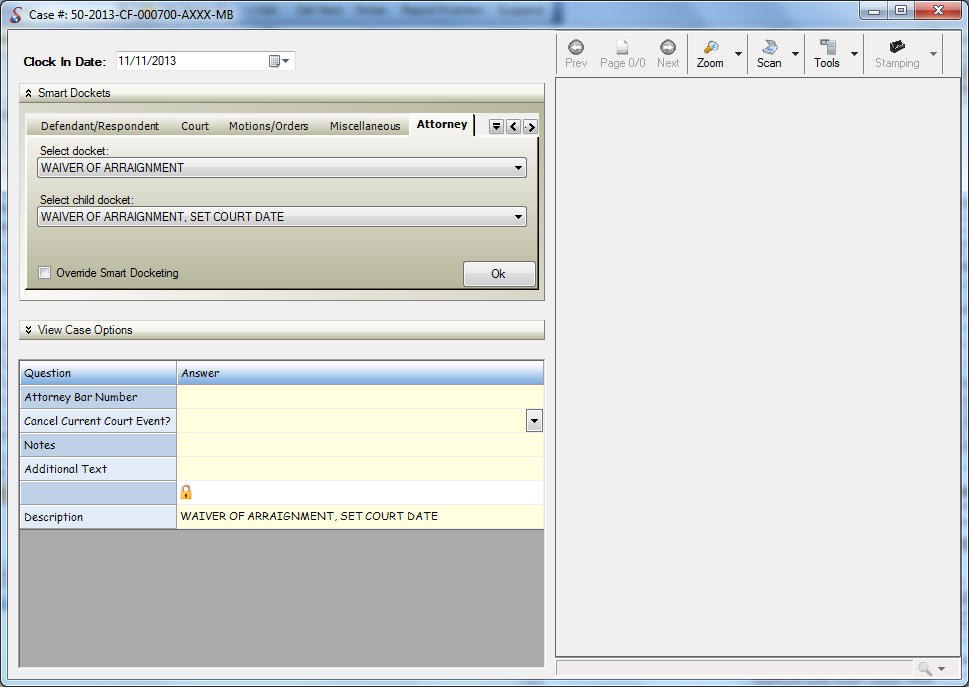 Case #: 50-2013-CF-000700-AXXX-MB
Clock In Date: 11/11/2013
Prev Page 0/0 Next Zoom Scan Tools Stamping
Smart Dockets
Defendant/Respondent Court Motions/Orders Miscellaneous Attorney
Select docket:
WAIVER OF ARRAIGNMENT
Select child docket:
WAIVER OF ARRAIGNMENT, SET COURT DATE
Override Smart Docketing Ok
View Case Options
Question Answer
Attorney Bar Number
Cancel Current Court Event?
Notes
Additional Text
Description WAIVER OF ARRAIGNMENT, SET COURT DATE